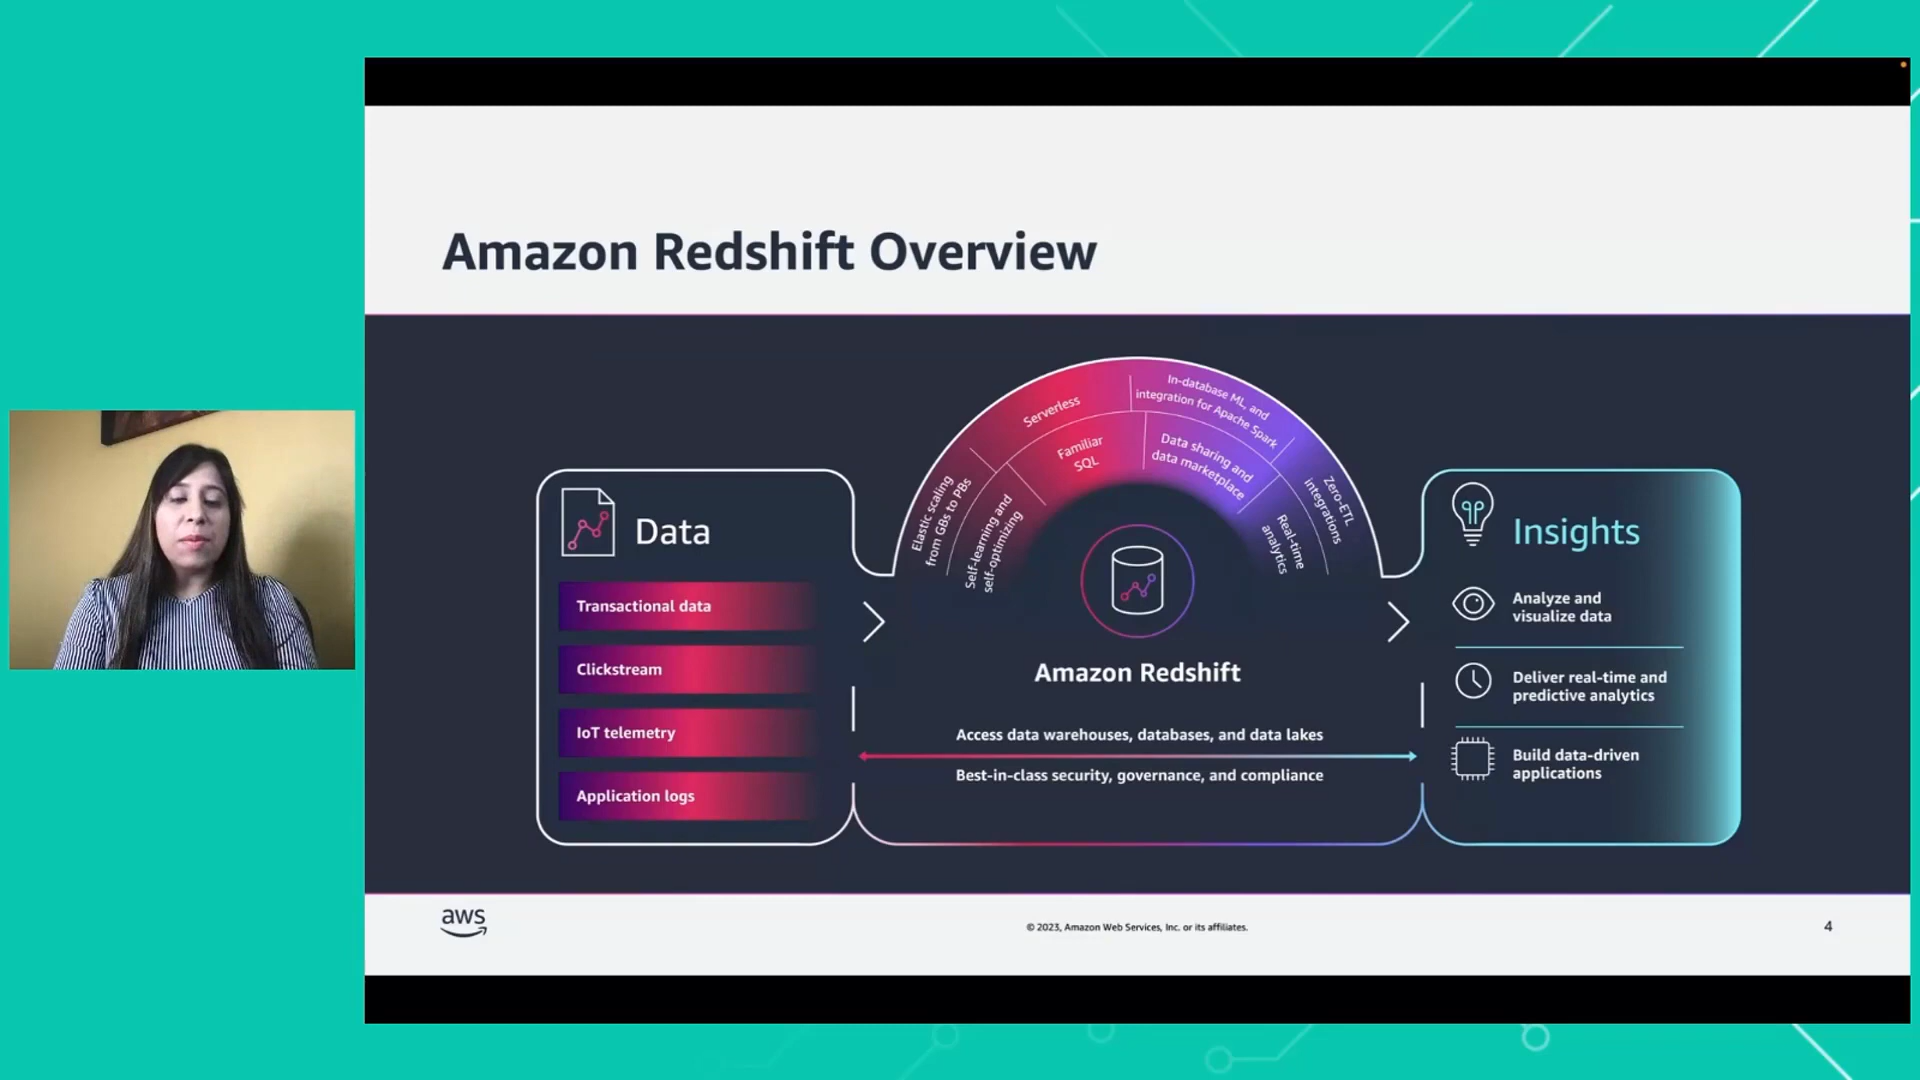 Amazon Redshift Overview
Data
Transactional data
Clickstream
IoT telemetry
Application logs
Elastic scaling
from GBs to PBs
Serverless
In-database ML, and
integration for Apache Spark
Zero-ETL
integrations
Self-learning and
self-optimizing
Familiar
SQL
Data sharing and
data marketplace
Real-time
analytics
Amazon Redshift
Access data warehouses, databases, and data lakes
Best-in-class security, governance, and compliance
Insights
Analyze and
visualize data
Deliver real-time and
predictive analytics
Build data-driven
applications
aws
© 2023, Amazon Web Services, Inc. or its affiliates.
4